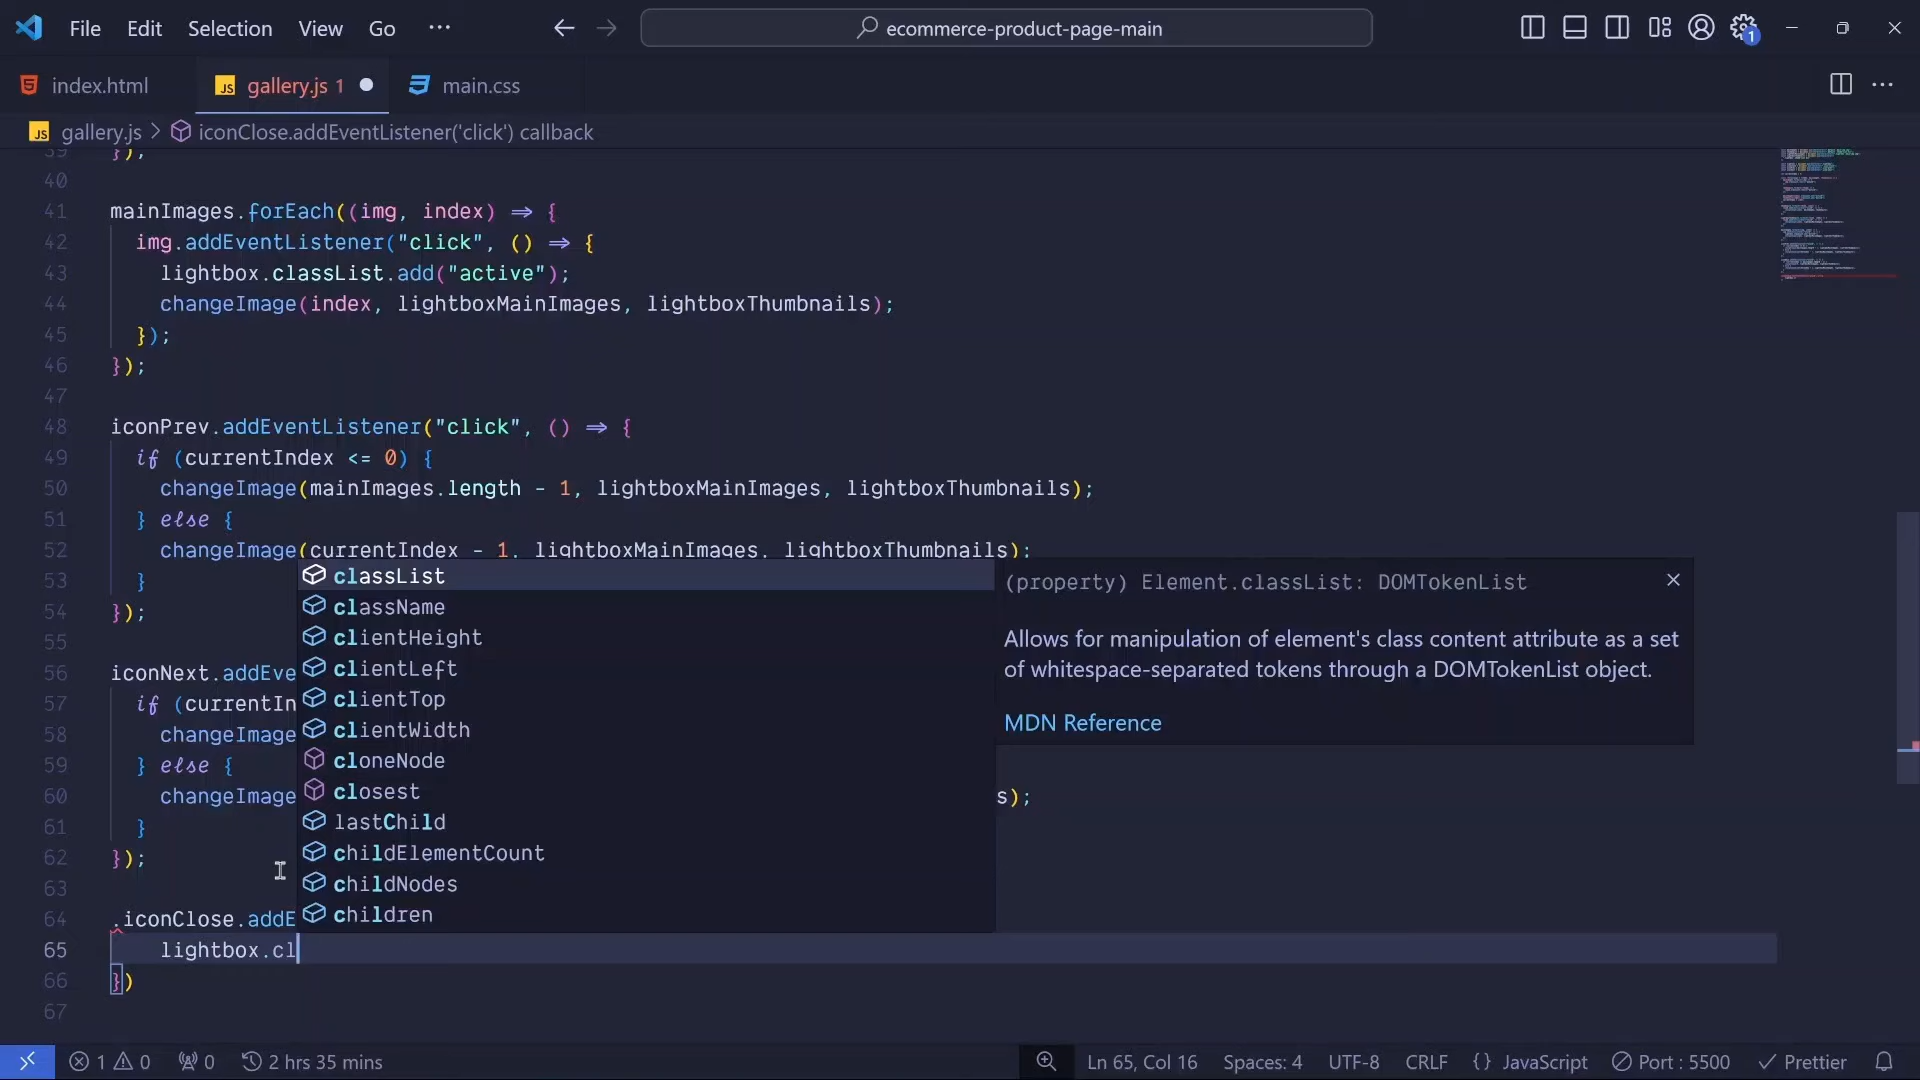 File Edit Selection View Go ··· ecommerce-product-page-main 1
index.html JS gallery.js 1 main.css ···
JS gallery.js > iconClose.addEventListener('click') callback
39 });
40
41 mainImages.forEach((img, index) => {
42 img.addEventListener("click", () => {
43 lightbox.classList.add("active");
44 changeImage(index, lightboxMainImages, lightboxThumbnails);
45 });
46 });
47
48 iconPrev.addEventListener("click", () => {
49 if (currentIndex <= 0) {
50 changeImage(mainImages.length - 1, lightboxMainImages, lightboxThumbnails);
51 } else {
52 changeImage(currentIndex - 1, lightboxMainImages, lightboxThumbnails);
53 }
54 });
55
56 iconNext.addEve
57 if (currentIn
58 changeImage
59 } else {
60 changeImage s);
61 }
62 });
63
64 .iconClose.addE
65 lightbox.cl
66 })
67
classList
className
clientHeight
clientLeft
clientTop
clientWidth
cloneNode
closest
lastChild
childElementCount
childNodes
children
(property) Element.classList: DOMTokenList
Allows for manipulation of element's class content attribute as a set
of whitespace-separated tokens through a DOMTokenList object.
MDN Reference
1 0 0 2 hrs 35 mins Ln 65, Col 16 Spaces: 4 UTF-8 CRLF {} JavaScript Port : 5500 Prettier